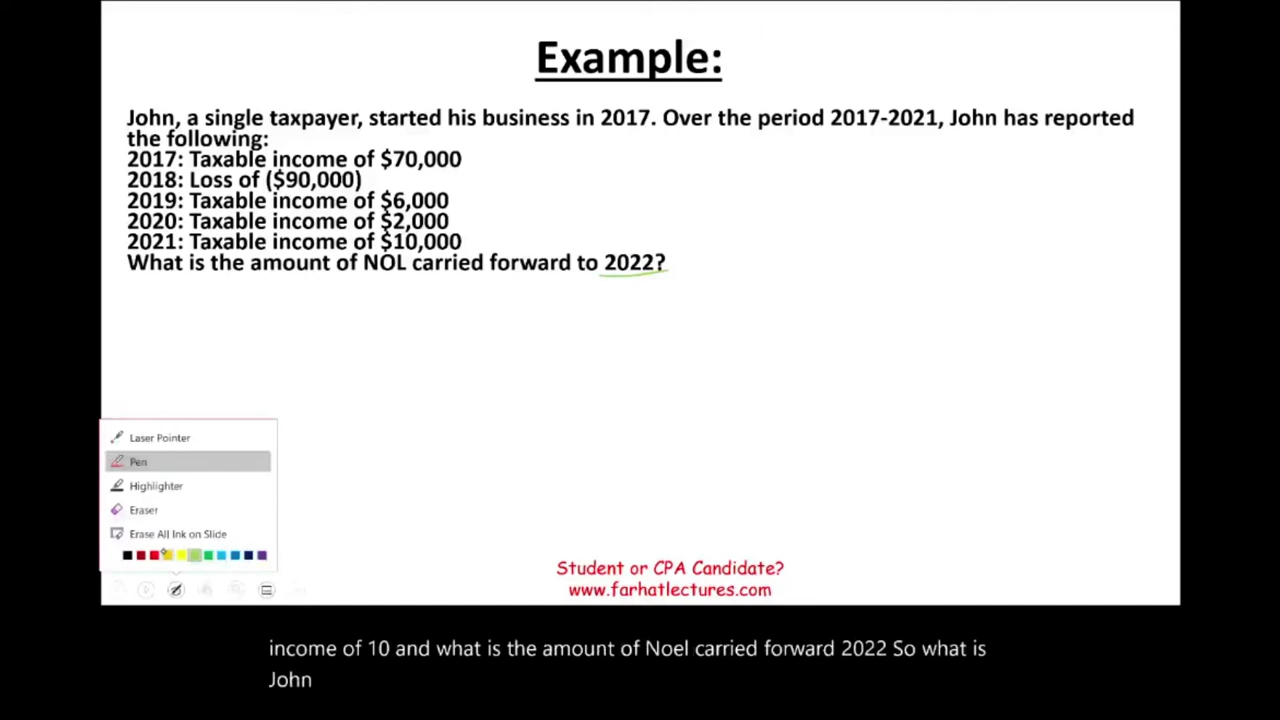 Example:
John, a single taxpayer, started his business in 2017. Over the period 2017-2021, John has reported
the following:
2017: Taxable income of $70,000
2018: Loss of ($90,000)
2019: Taxable income of $6,000
2020: Taxable income of $2,000
2021: Taxable income of $10,000
What is the amount of NOL carried forward to 2022?
Laser Pointer
Pen
Highlighter
Eraser
Erase All Ink on Slide
Student or CPA Candidate?
www.farhatlectures.com
income of 10 and what is the amount of Noel carried forward 2022 So what is
John